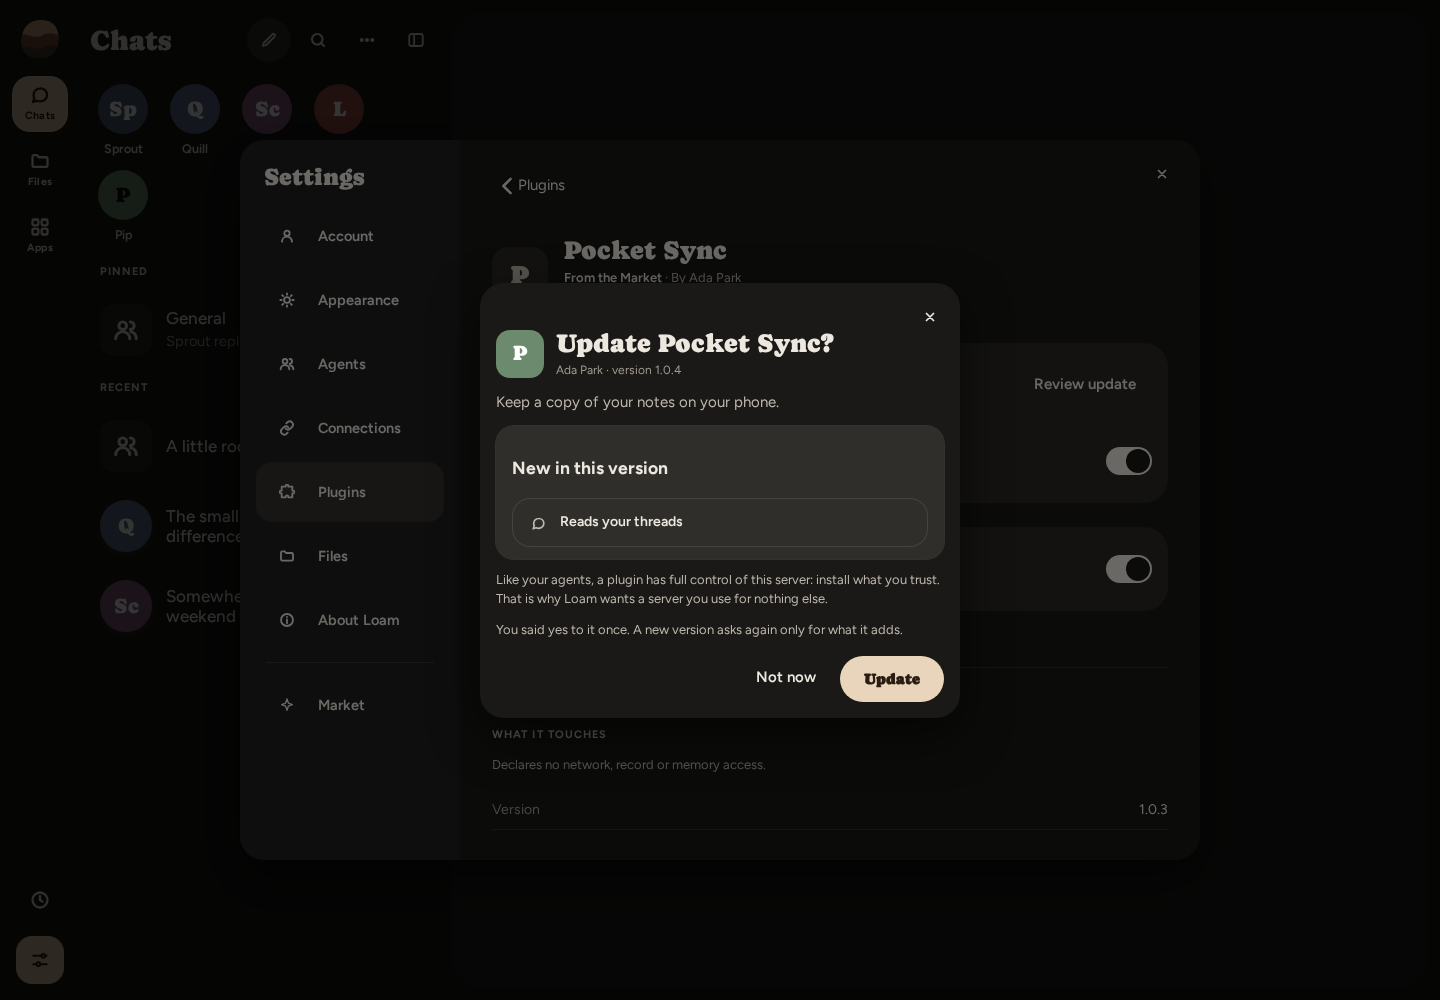 Chats
Chats
Files
Apps
Sp
Q
Sc
L
Sprout
Quill
P
Pip
PINNED
General
Sprout repl
RECENT
A little roo
Q
The small
difference
Sc
Somewhe
weekend
Settings
Account
Appearance
Agents
Connections
Plugins
Files
About Loam
Market
Plugins
P
Pocket Sync
From the Market · By Ada Park
Review update
P
Update Pocket Sync?
Ada Park · version 1.0.4
Keep a copy of your notes on your phone.
New in this version
Reads your threads
Like your agents, a plugin has full control of this server: install what you trust.
That is why Loam wants a server you use for nothing else.
You said yes to it once. A new version asks again only for what it adds.
Not now
Update
WHAT IT TOUCHES
Declares no network, record or memory access.
Version
1.0.3